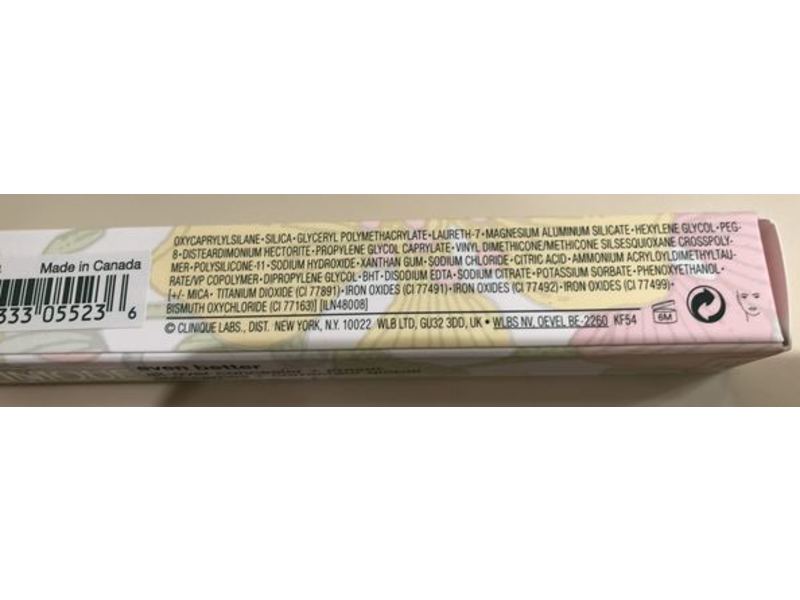 OXYCAPRYLYLSILANE • SILICA • GLYCERYL POLYMETHACRYLATE • LAURETH-7 • MAGNESIUM ALUMINUM SILICATE • HEXYLENE GLYCOL • PEG-
8-DISTEARDIMONIUM HECTORITE • PROPYLENE GLYCOL CAPRYLATE • VINYL DIMETHICONE/METHICONE SILSESQUIOXANE CROSSPOLY-
MER • POLYSILICONE-11 • SODIUM HYDROXIDE • XANTHAN GUM • SODIUM CHLORIDE • CITRIC ACID • AMMONIUM ACRYLOYLDIMETHYLTAU-
RATE/VP COPOLYMER • DIPROPYLENE GLYCOL • BHT • DISODIUM EDTA • SODIUM CITRATE • POTASSIUM SORBATE • PHENOXYETHANOL •
[+/- MICA • TITANIUM DIOXIDE (CI 77891) • IRON OXIDES (CI 77491) • IRON OXIDES (CI 77492) • IRON OXIDES (CI 77499) •
BISMUTH OXYCHLORIDE (CI 77163)] [ILN48008]
© CLINIQUE LABS., DIST. NEW YORK, N.Y. 10022 WLB LTD, GU32 3DD, UK • WLBS NV, OEVEL BE-2260 KF54
6M
Made in Canada
333 05523 6
even better